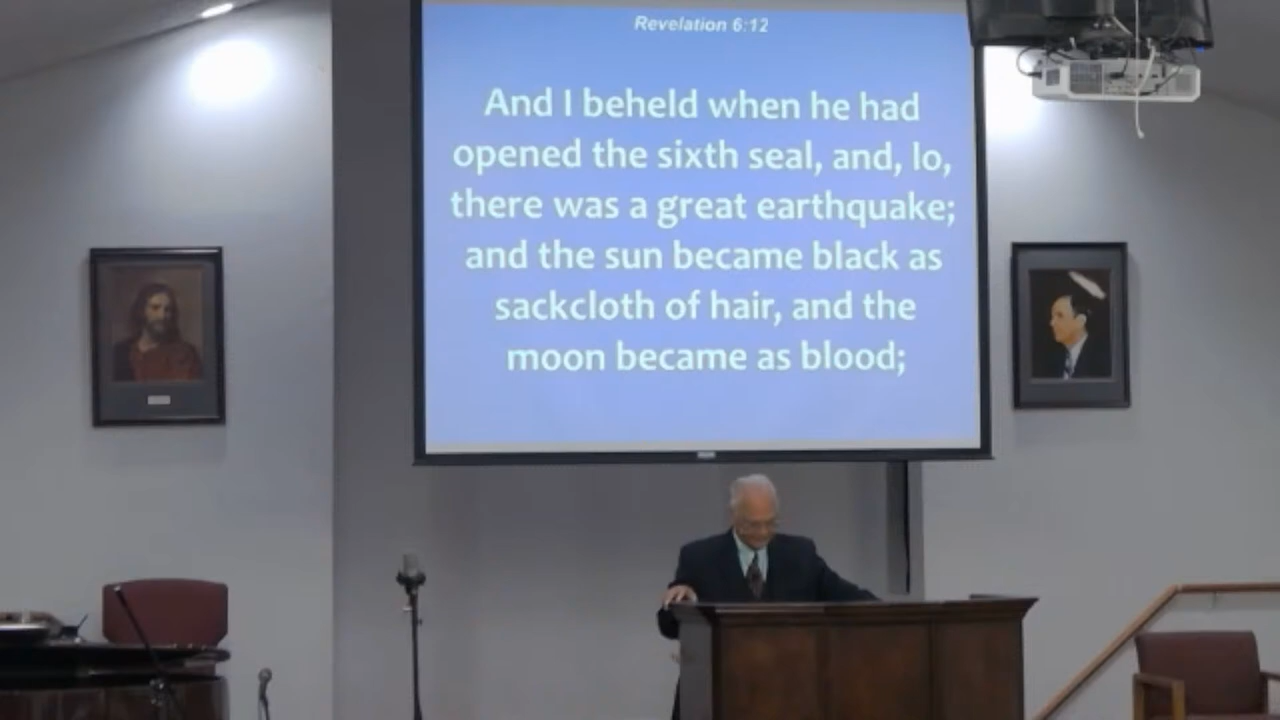 Revelation 6:12
And I beheld when he had
opened the sixth seal, and, lo,
there was a great earthquake;
and the sun became black as
sackcloth of hair, and the
moon became as blood;